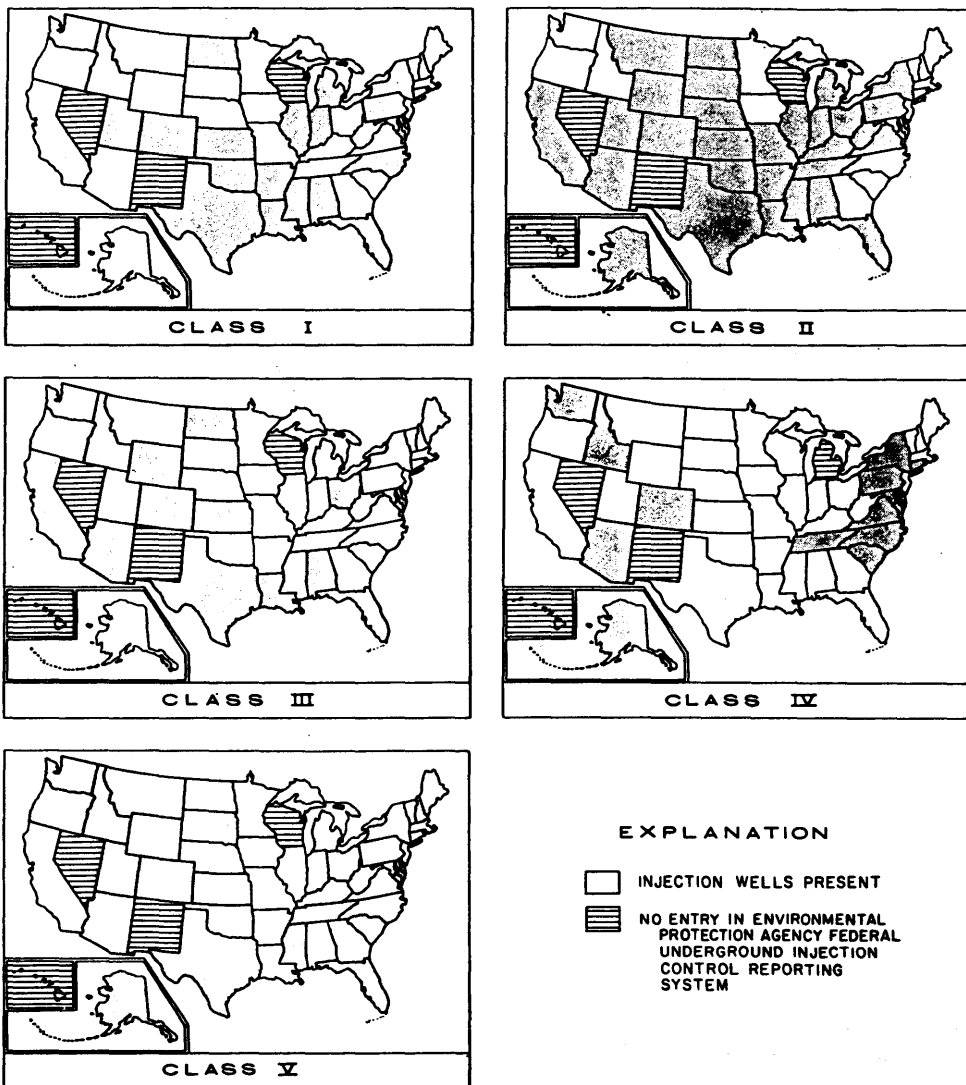 CLASS I
CLASS II
CLASS III
CLASS IV
CLASS V
EXPLANATION
INJECTION WELLS PRESENT
NO ENTRY IN ENVIRONMENTAL
PROTECTION AGENCY FEDERAL
UNDERGROUND INJECTION
CONTROL REPORTING
SYSTEM